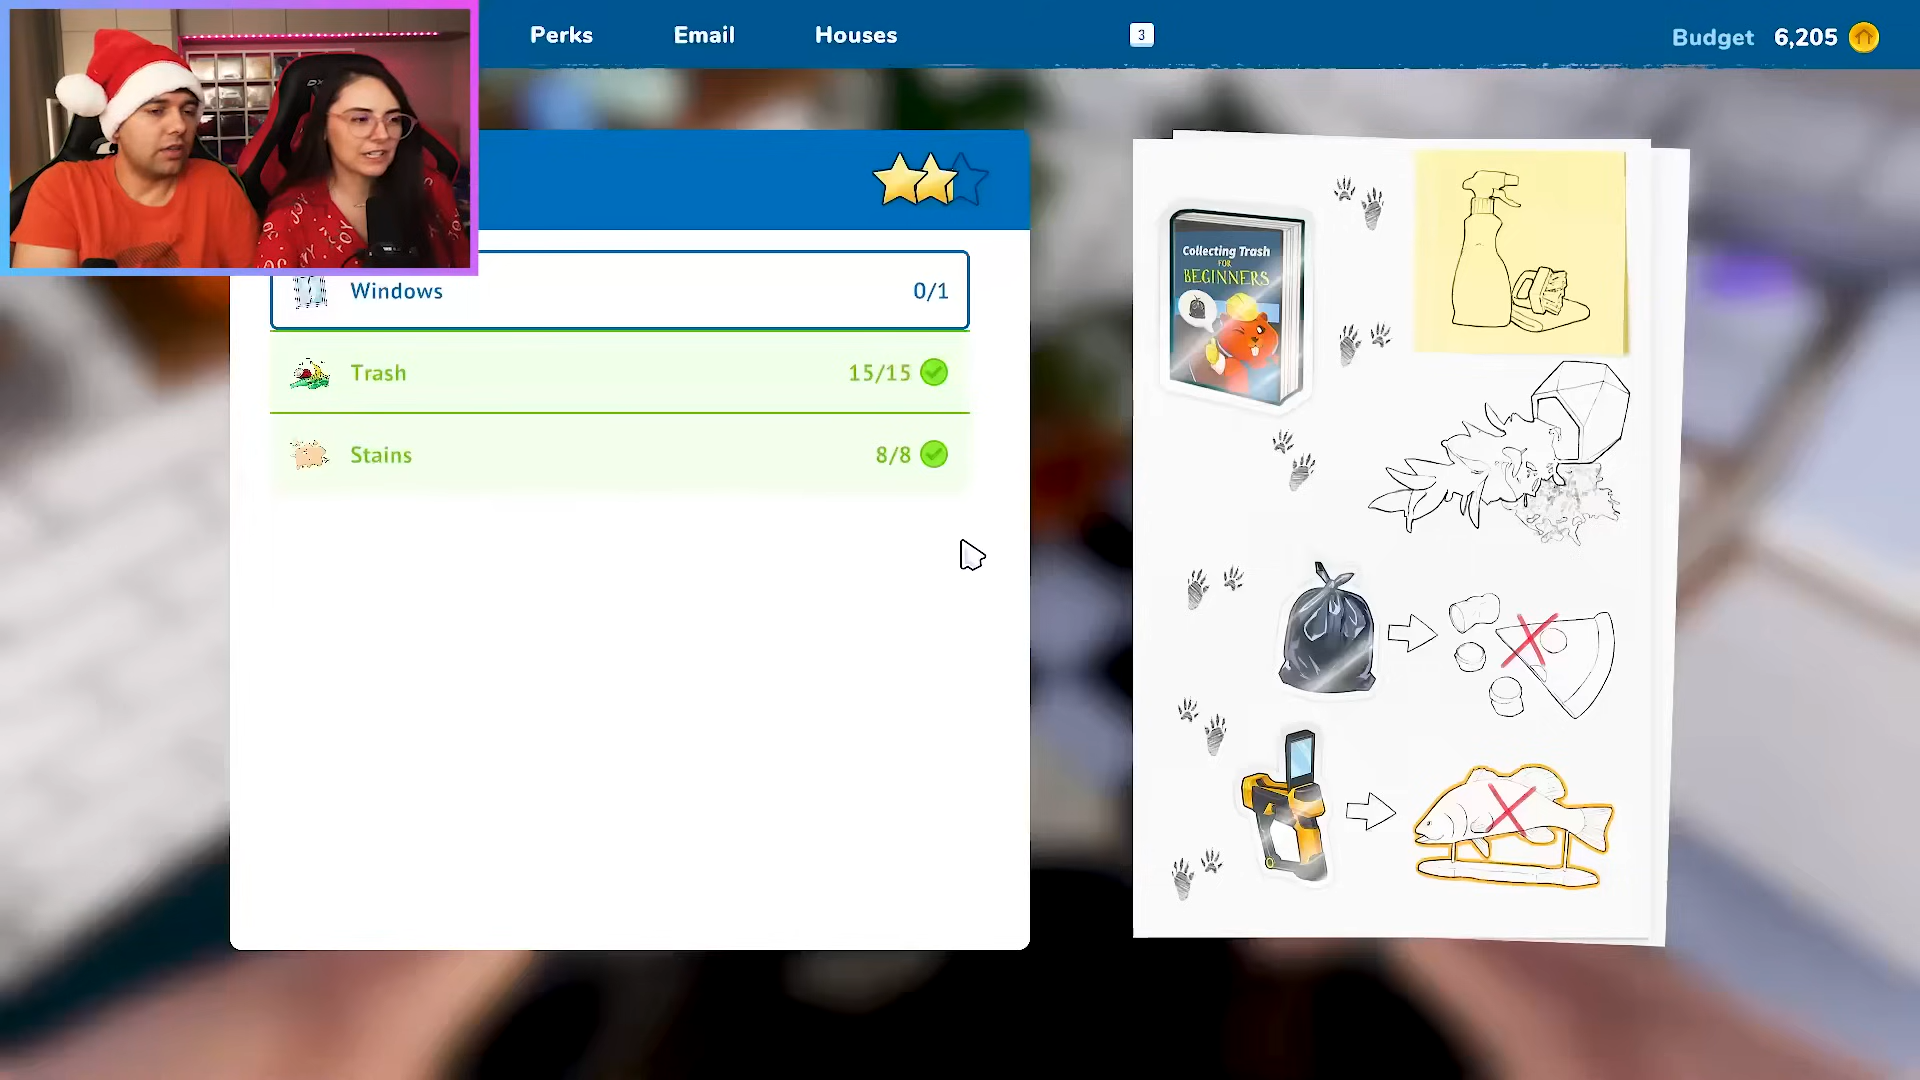 Perks
Email
Houses
3
Budget 6,205
Windows 0/1
Trash 15/15
Stains 8/8
Collecting Trash
FOR
BEGINNERS